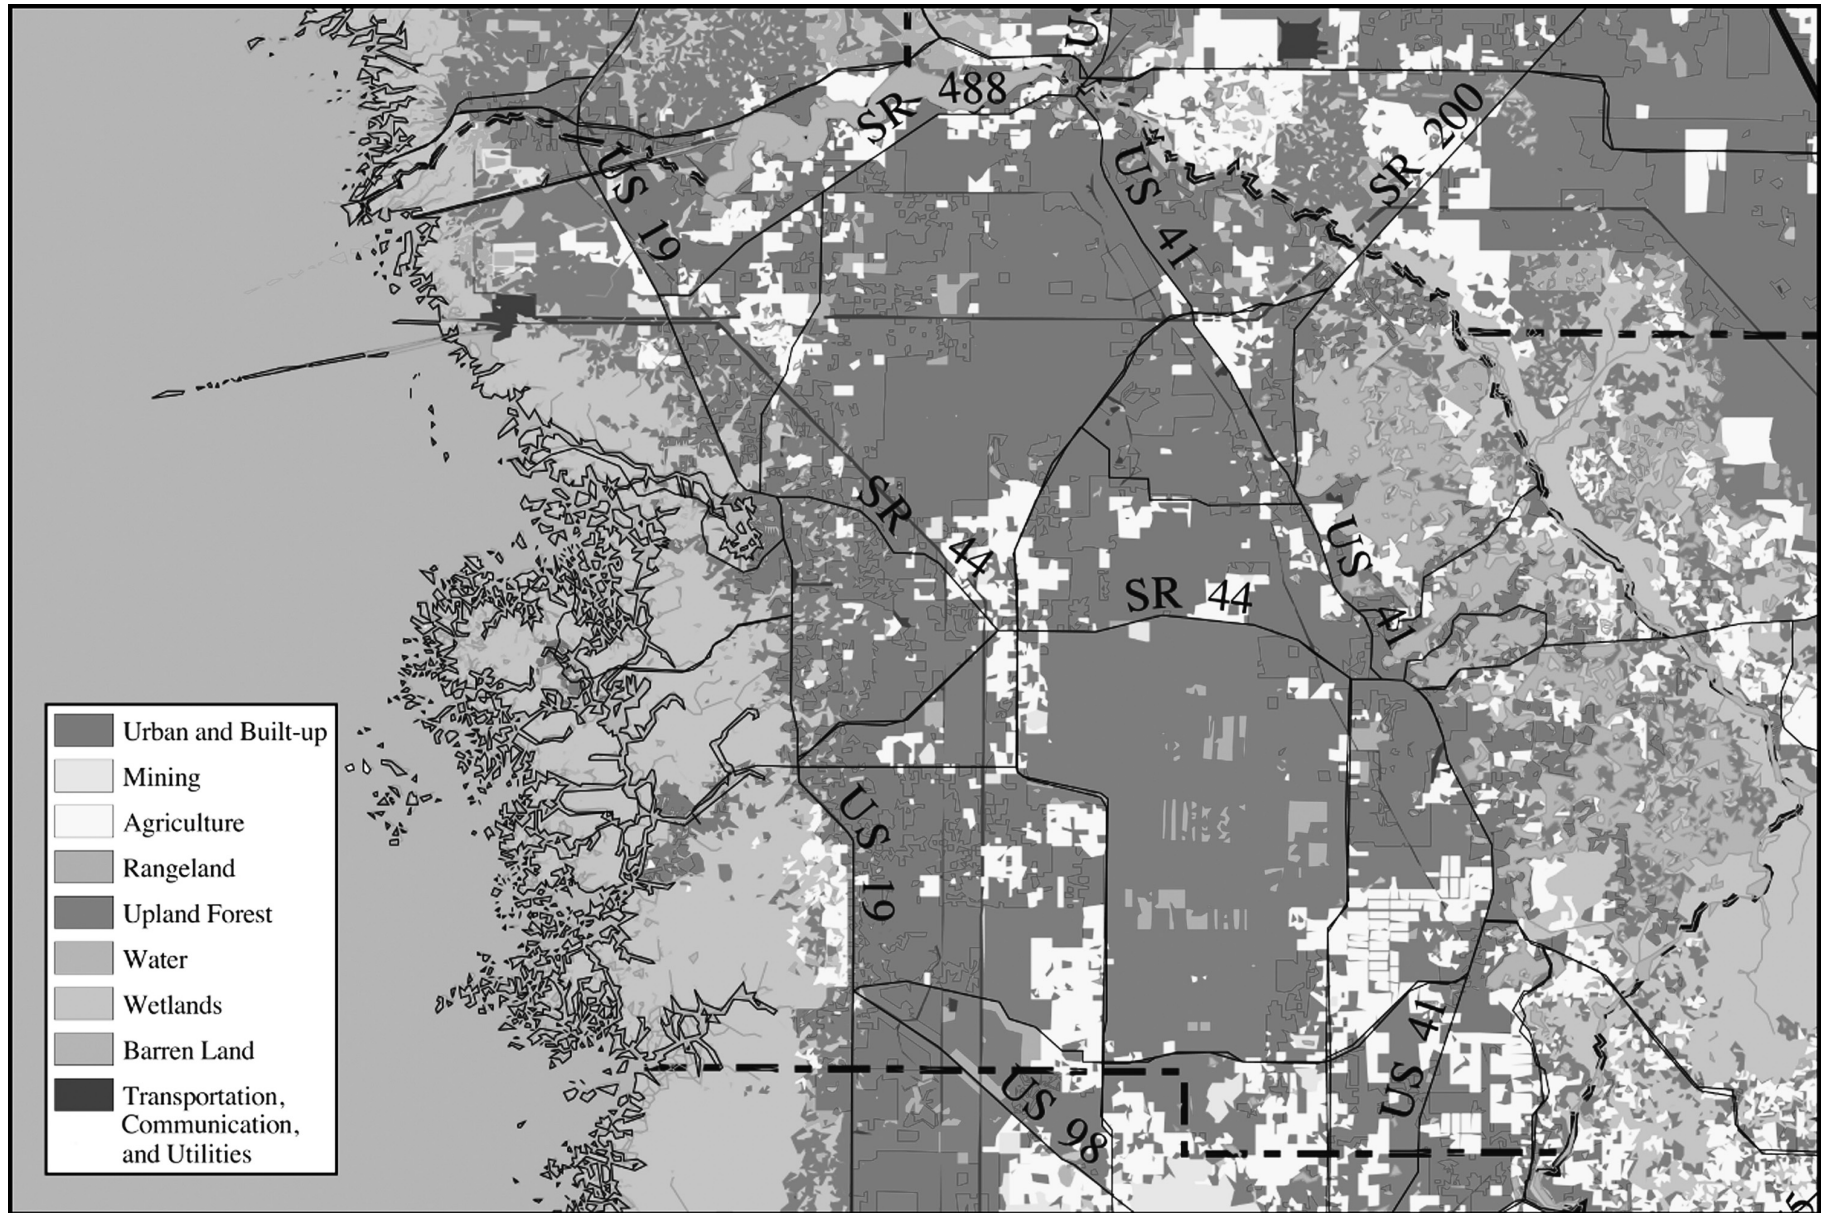 US
SR 488
SR 200
US 19
US 41
SR 44
US 41
SR 44
US 19
US 41
US 98
Urban and Built-up
Mining
Agriculture
Rangeland
Upland Forest
Water
Wetlands
Barren Land
Transportation,
Communication,
and Utilities